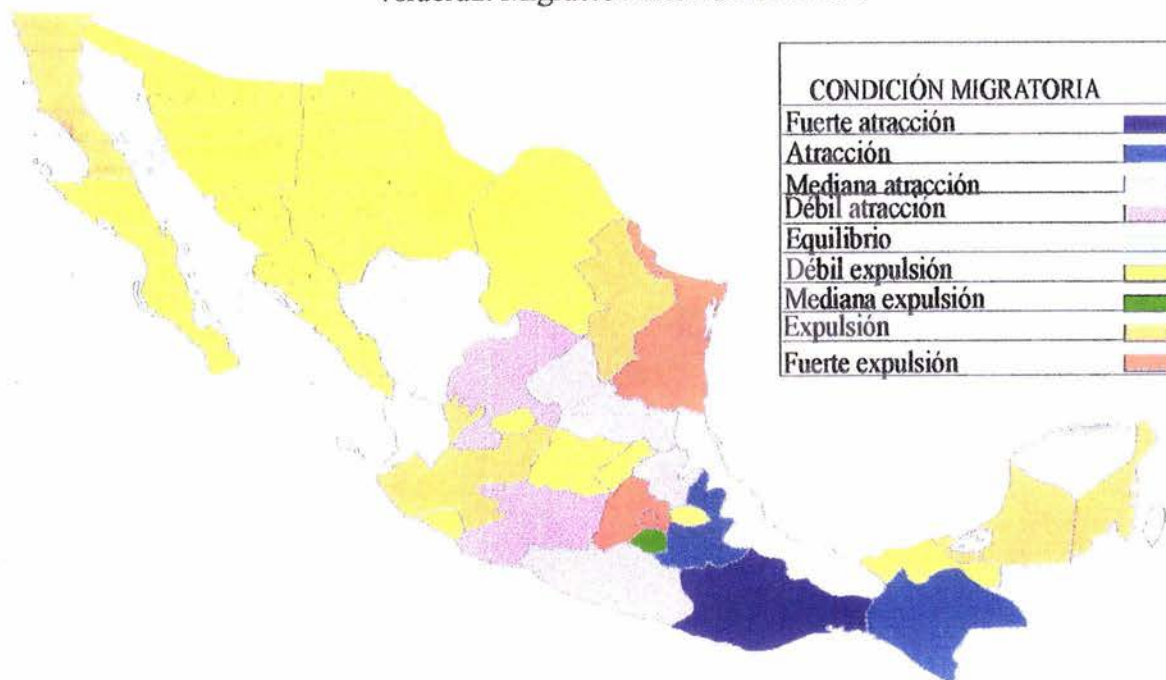 CONDICIÓN MIGRATORIA
Fuerte atracción
Atracción
Mediana atracción
Débil atracción
Equilibrio
Débil expulsión
Mediana expulsión
Expulsión
Fuerte expulsión